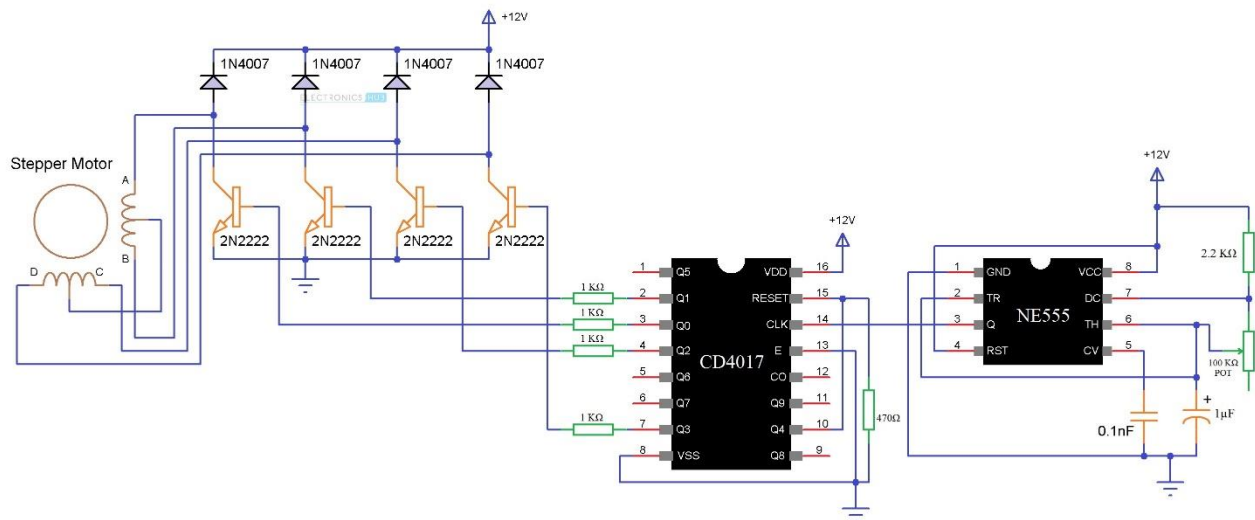 +12V
1N4007
1N4007
1N4007
1N4007
ELECTRONICS HUB
Stepper Motor
A
B
D
C
2N2222
2N2222
2N2222
2N2222
1 KΩ
1 KΩ
1 KΩ
1 KΩ
+12V
CD4017
1 Q5
2 Q1
3 Q0
4 Q2
5 Q6
6 Q7
7 Q3
8 VSS
VDD 16
RESET 15
CLK 14
E 13
CO 12
Q9 11
Q4 10
Q8 9
470Ω
+12V
NE555
1 GND
2 TR
3 Q
4 RST
VCC 8
DC 7
TH 6
CV 5
2.2 KΩ
100 KΩ
POT
0.1nF
+
1µF